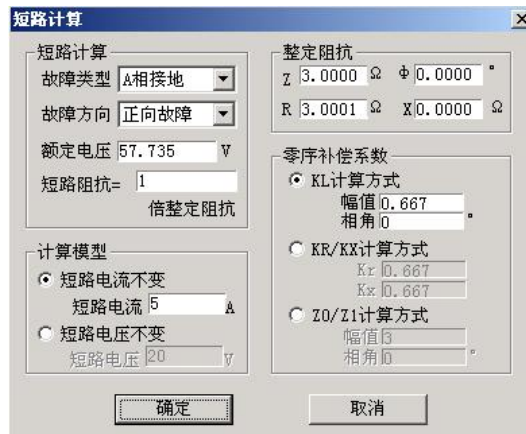 短路计算
短路计算
故障类型 A相接地
故障方向 正向故障
额定电压 57.735 V
短路阻抗= 1
倍整定阻抗
计算模型
短路电流不变
短路电流 5 A
短路电压不变
短路电压 20 V
整定阻抗
Z 3.0000 Ω Φ 0.0000 °
R 3.0001 Ω X 0.0000 Ω
零序补偿系数
KL计算方式
幅值 0.667
相角 0 °
KR/KX计算方式
Kr 0.667
Kx 0.667
Z0/Z1计算方式
幅值 3
相角 0 °
确定 取消